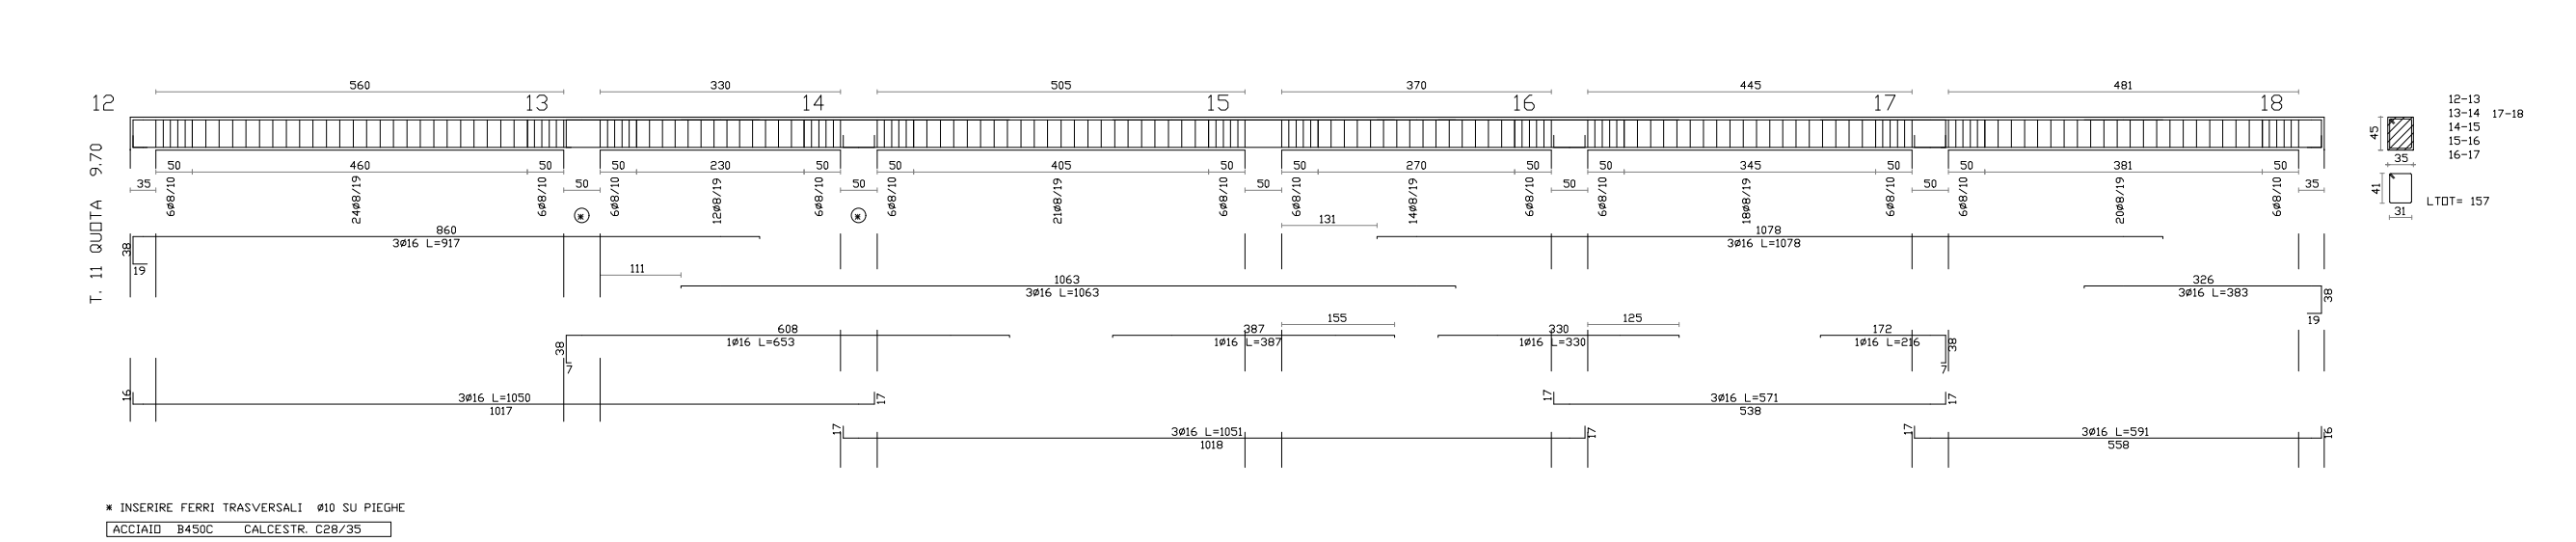 560 330 505 370 445 481
12 13 14 15 16 17 18
12-13
13-14 17-18
14-15
15-16
16-17
45
35
50 460 50 50 230 50 50 405 50 50 270 50 50 345 50 50 381 50
35 50 50 50 50 50 35
6ø8/10 24ø8/19 6ø8/10 6ø8/10 12ø8/19 6ø8/10 6ø8/10 21ø8/19 6ø8/10 6ø8/10 14ø8/19 6ø8/10 6ø8/10 18ø8/19 6ø8/10 6ø8/10 20ø8/19 6ø8/10
41
31
LTOT= 157
T. 11 QUOTA 9.70
* *
131
860 1078
3ø16 L=917 3ø16 L=1078
38
19
111
1063 326
3ø16 L=1063 3ø16 L=383
38
19
155 125
608 387 330 172
1ø16 L=653 1ø16 L=387 1ø16 L=330 1ø16 L=216
38 38
7 7
16 3ø16 L=1050 17 17 3ø16 L=571 17
1017 538
17 3ø16 L=1051 17 17 3ø16 L=591 16
1018 558
* INSERIRE FERRI TRASVERSALI ø10 SU PIEGHE
ACCIAIO B450C CALCESTR. C28/35